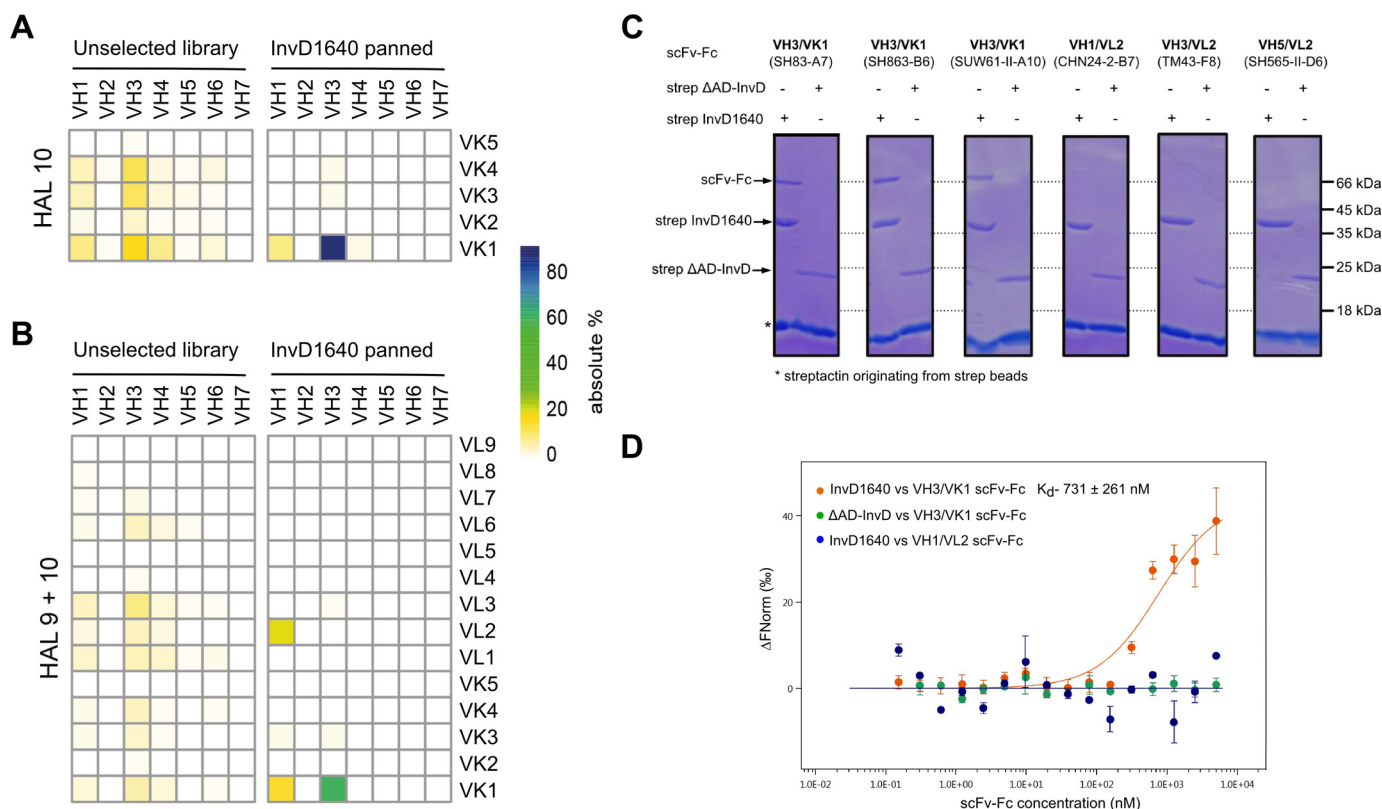 A
Unselected library InvD1640 panned
VH1 VH2 VH3 VH4 VH5 VH6 VH7 VH1 VH2 VH3 VH4 VH5 VH6 VH7
HAL 10
VK5
VK4
VK3
VK2
VK1
absolute %
80
60
40
20
0
B
Unselected library InvD1640 panned
VH1 VH2 VH3 VH4 VH5 VH6 VH7 VH1 VH2 VH3 VH4 VH5 VH6 VH7
HAL 9 + 10
VL9
VL8
VL7
VL6
VL5
VL4
VL3
VL2
VL1
VK5
VK4
VK3
VK2
VK1
C
scFv-Fc VH3/VK1 VH3/VK1 VH3/VK1 VH1/VL2 VH3/VL2 VH5/VL2
(SH83-A7) (SH863-B6) (SUW61-II-A10) (CHN24-2-B7) (TM43-F8) (SH565-II-D6)
strep ΔAD-InvD - + - + - + - + - + - +
strep InvD1640 + - + - + - + - + - + -
scFv-Fc 66 kDa
45 kDa
strep InvD1640
35 kDa
strep ΔAD-InvD 25 kDa
18 kDa
*
* streptactin originating from strep beads
D
InvD1640 vs VH3/VK1 scFv-Fc Kd- 731 ± 261 nM
ΔAD-InvD vs VH3/VK1 scFv-Fc
InvD1640 vs VH1/VL2 scFv-Fc
ΔFNorm (‰)
40
20
0
1.0E-02 1.0E-01 1.0E+00 1.0E+01 1.0E+02 1.0E+03 1.0E+04
scFv-Fc concentration (nM)